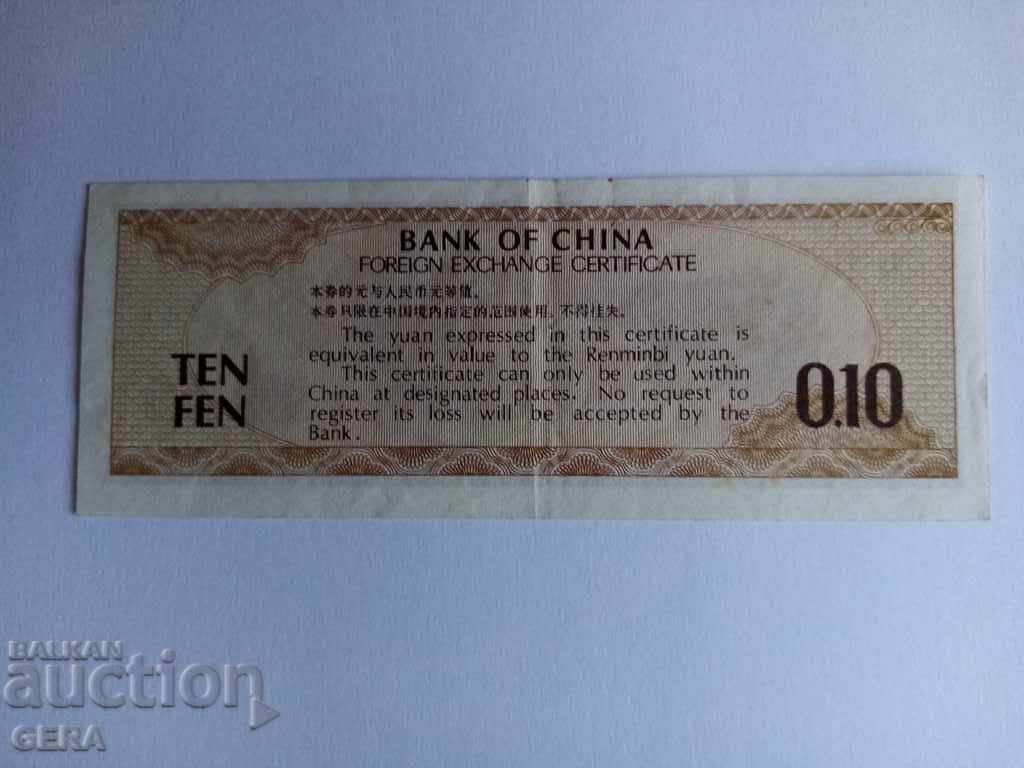 BANK OF CHINA
FOREIGN EXCHANGE CERTIFICATE
本券的元与人民币元等值。
本券只限在中国境内指定的范围使用，不得挂失。
The yuan expressed in this certificate is
equivalent in value to the Renminbi yuan.
This certificate can only be used within
China at designated places. No request to
register its loss will be accepted by the
Bank.
TEN
FEN
0.10
BALKAN
auction
GERA